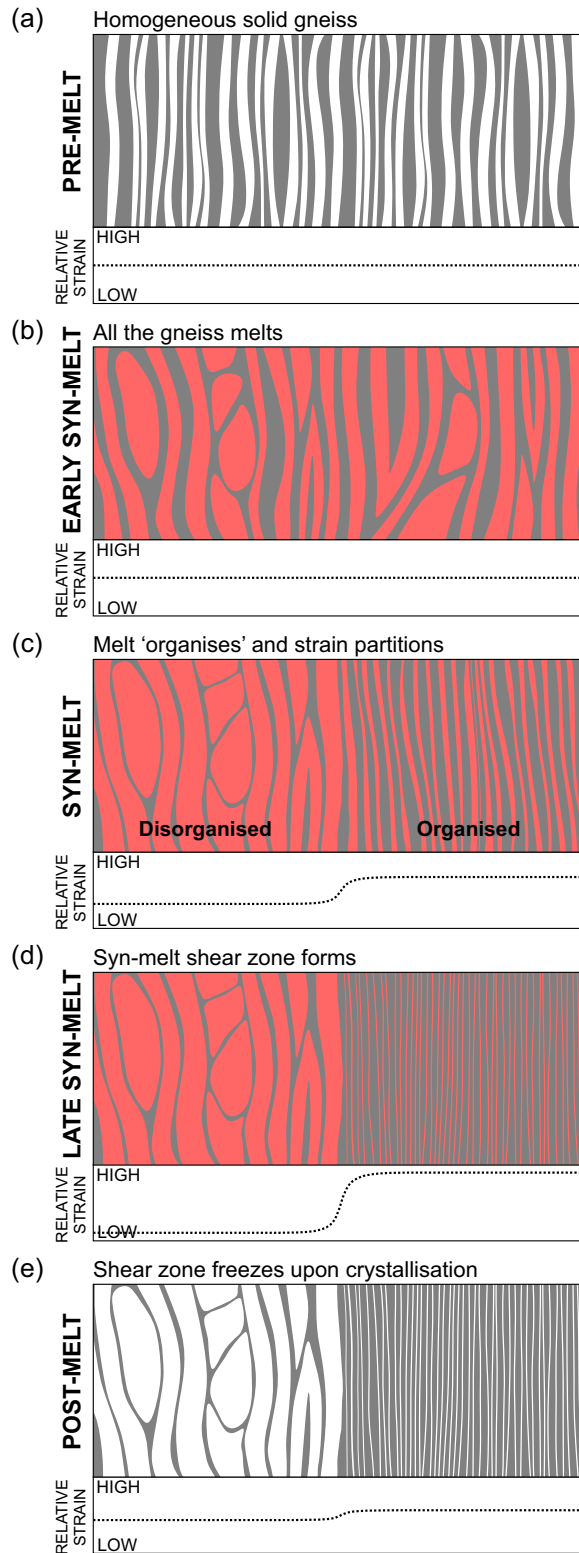 (a) Homogeneous solid gneiss
PRE-MELT
RELATIVE
STRAIN
HIGH
LOW
(b) All the gneiss melts
EARLY SYN-MELT
RELATIVE
STRAIN
HIGH
LOW
(c) Melt ‘organises’ and strain partitions
SYN-MELT
Disorganised
Organised
RELATIVE
STRAIN
HIGH
LOW
(d) Syn-melt shear zone forms
LATE SYN-MELT
RELATIVE
STRAIN
HIGH
LOW
(e) Shear zone freezes upon crystallisation
POST-MELT
RELATIVE
STRAIN
HIGH
LOW